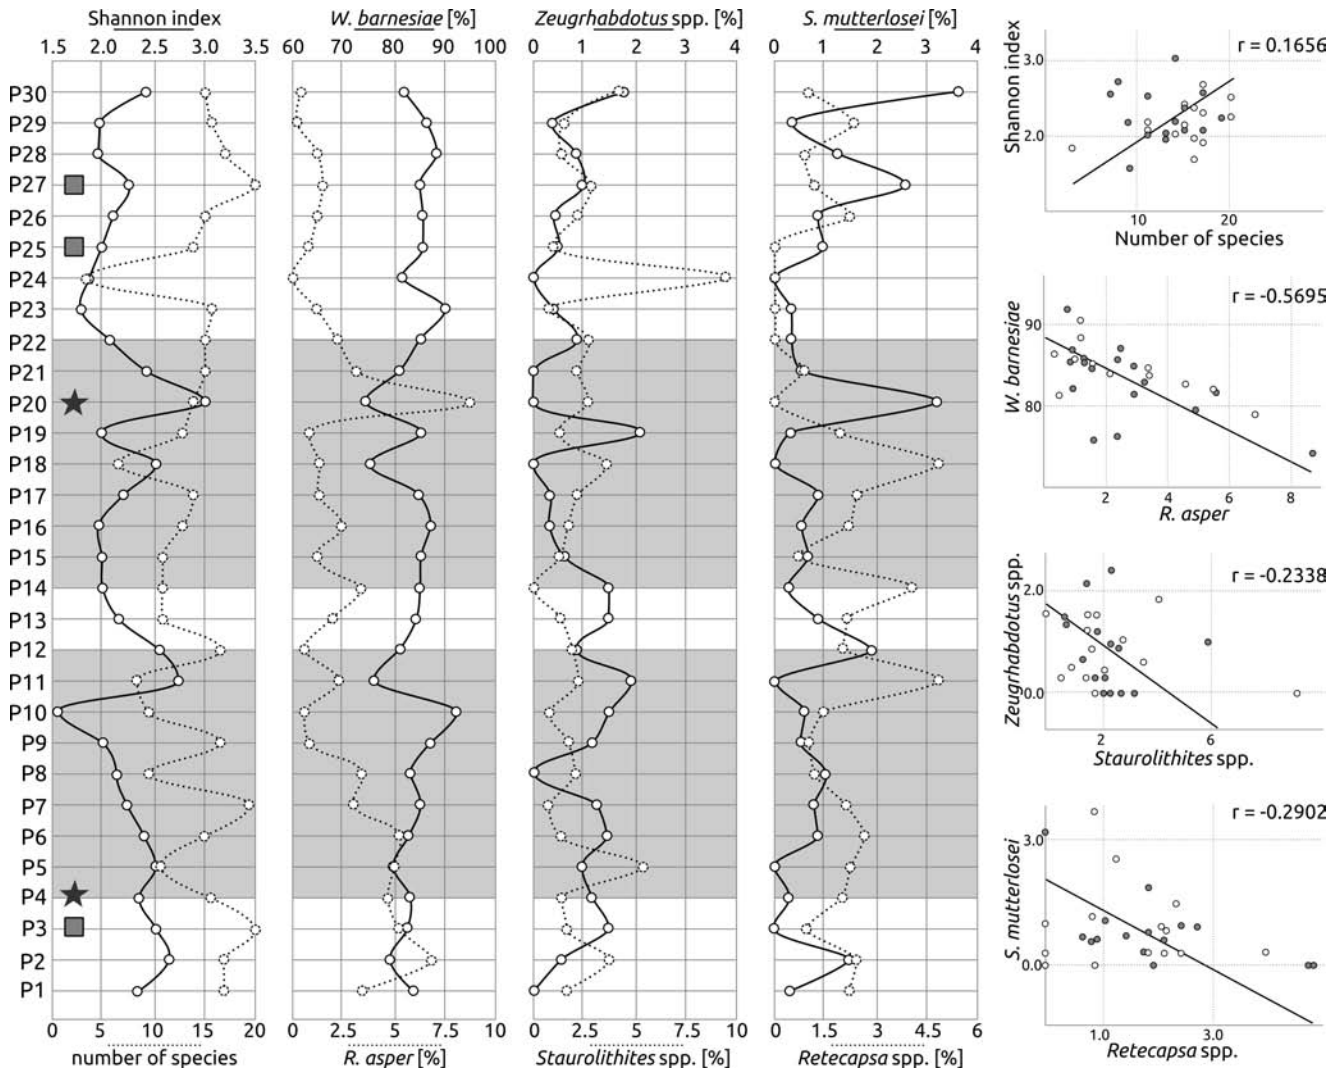 Shannon index
W. barnesiae [%]
Zeugrhabdotus spp. [%]
S. mutterlosei [%]
1.5 2.0 2.5 3.0 3.5
60 70 80 90 100
0 1 2 3 4
0 1 2 3 4 5
P30
P29
P28
P27
P26
P25
P24
P23
P22
P21
P20
P19
P18
P17
P16
P15
P14
P13
P12
P11
P10
P9
P8
P7
P6
P5
P4
P3
P2
P1
0 5 10 15 20
0 2.5 5 7.5 10
0 2.5 5 7.5 10
0 1.5 3 4.5 6
number of species
R. asper [%]
Staurolithites spp. [%]
Retecapsa spp. [%]
r = 0.1656
Shannon index
3.0
2.0
10 20
Number of species
r = -0.5695
W. barnesiae
90
80
2 4 6 8
R. asper
r = -0.2338
Zeugrhabdotus spp.
2.0
0.0
2 6
Staurolithites spp.
r = -0.2902
S. mutterlosei
3.0
0.0
1.0 3.0
Retecapsa spp.